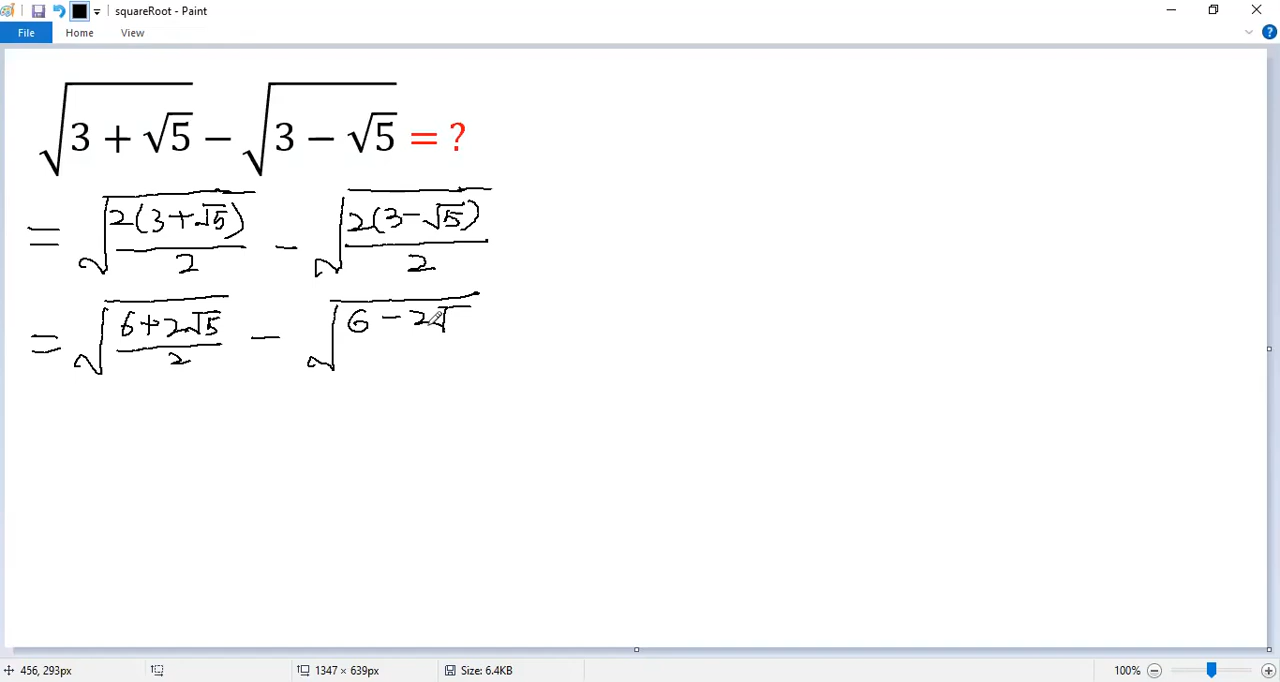 squareRoot - Paint
File Home View
√(3 + √5) − √(3 − √5) = ?
= √(2(3+√5)/2) − √(2(3−√5)/2)
= √((6+2√5)/2) − √(6 − 2√
456, 293px 1347 × 639px Size: 6.4KB 100%